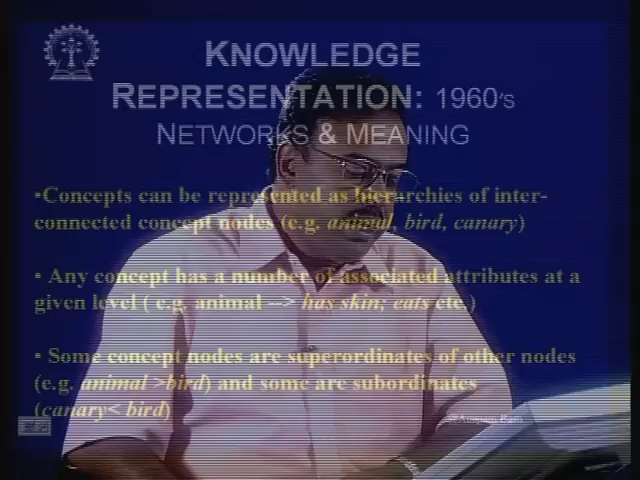 KNOWLEDGE
REPRESENTATION: 1960's
NETWORKS & MEANING
•Concepts can be represented as hierarchies of inter-
connected concept nodes (e.g. animal, bird, canary)
• Any concept has a number of associated attributes at a
given level ( e.g. animal --> has skin; eats etc.)
• Some concept nodes are superordinates of other nodes
(e.g. animal >bird) and some are subordinates
(canary< bird)